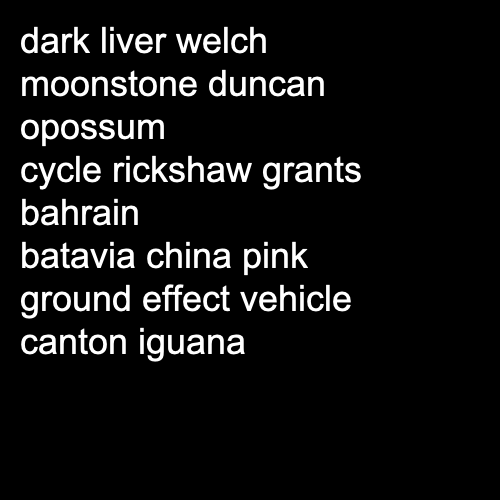 dark liver welch
moonstone duncan
opossum
cycle rickshaw grants
bahrain
batavia china pink
ground effect vehicle
canton iguana